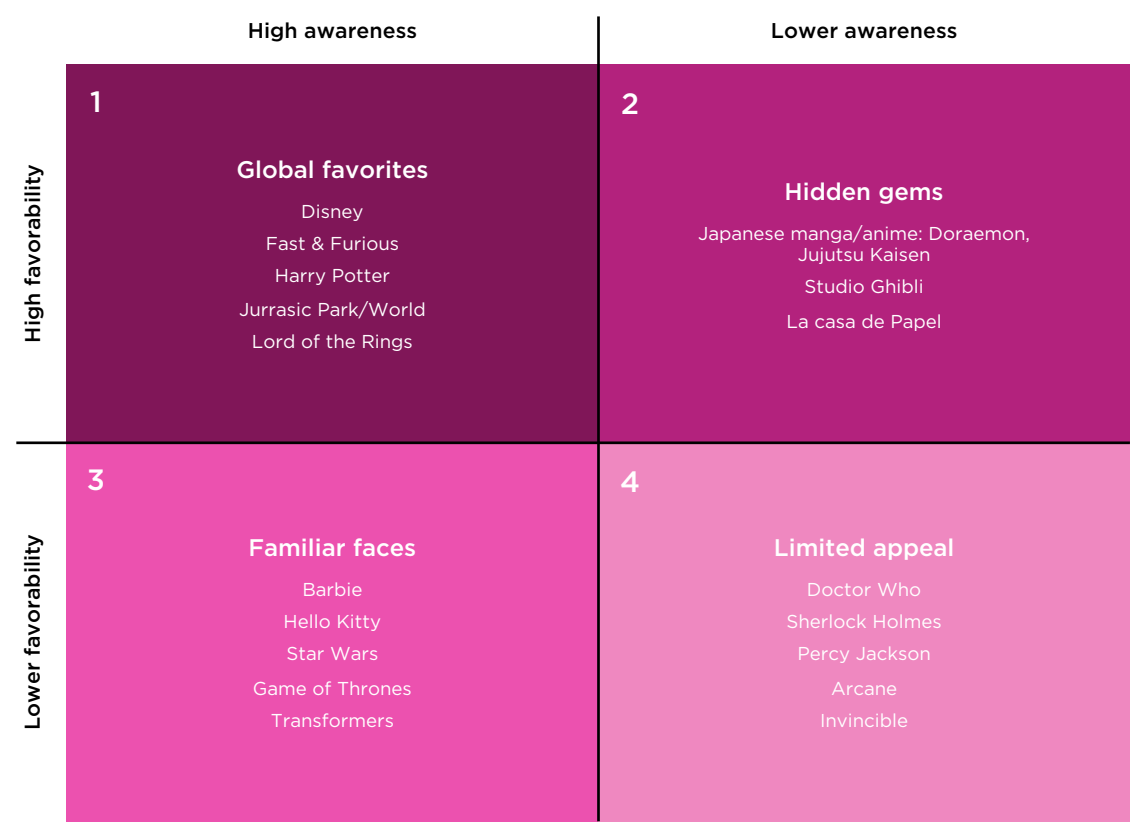 High awareness
Lower awareness
High favorability
1
Global favorites
Disney
Fast & Furious
Harry Potter
Jurrasic Park/World
Lord of the Rings
2
Hidden gems
Japanese manga/anime: Doraemon,
Jujutsu Kaisen
Studio Ghibli
La casa de Papel
Lower favorability
3
Familiar faces
Barbie
Hello Kitty
Star Wars
Game of Thrones
Transformers
4
Limited appeal
Doctor Who
Sherlock Holmes
Percy Jackson
Arcane
Invincible